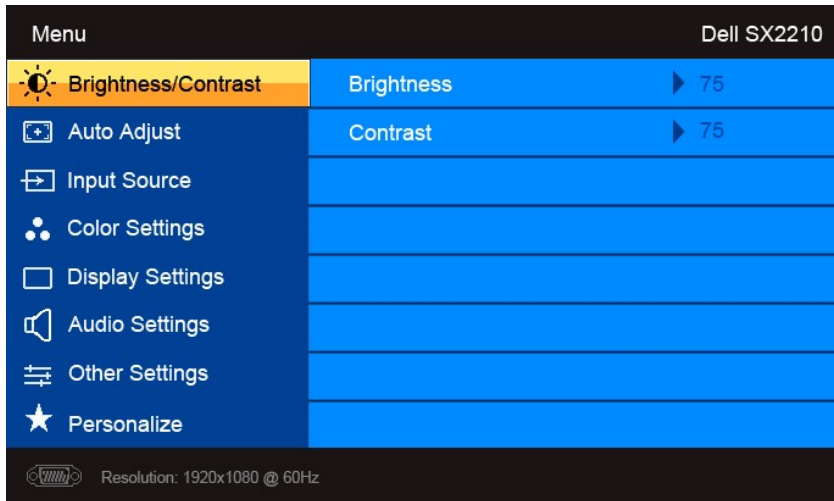 Menu Dell SX2210
Brightness/Contrast Brightness 75
Auto Adjust Contrast 75
Input Source
Color Settings
Display Settings
Audio Settings
Other Settings
Personalize
Resolution: 1920x1080 @ 60Hz